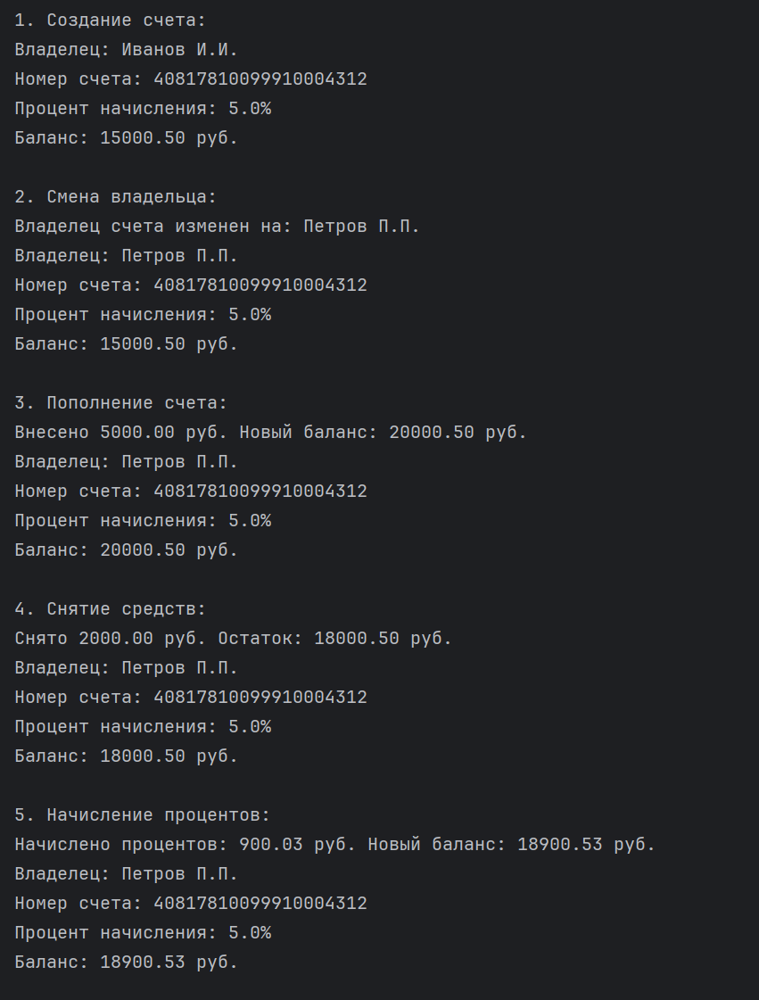 1. Создание счета:
Владелец: Иванов И.И.
Номер счета: 40817810099910004312
Процент начисления: 5.0%
Баланс: 15000.50 руб.
2. Смена владельца:
Владелец счета изменен на: Петров П.П.
Владелец: Петров П.П.
Номер счета: 40817810099910004312
Процент начисления: 5.0%
Баланс: 15000.50 руб.
3. Пополнение счета:
Внесено 5000.00 руб. Новый баланс: 20000.50 руб.
Владелец: Петров П.П.
Номер счета: 40817810099910004312
Процент начисления: 5.0%
Баланс: 20000.50 руб.
4. Снятие средств:
Снято 2000.00 руб. Остаток: 18000.50 руб.
Владелец: Петров П.П.
Номер счета: 40817810099910004312
Процент начисления: 5.0%
Баланс: 18000.50 руб.
5. Начисление процентов:
Начислено процентов: 900.03 руб. Новый баланс: 18900.53 руб.
Владелец: Петров П.П.
Номер счета: 40817810099910004312
Процент начисления: 5.0%
Баланс: 18900.53 руб.